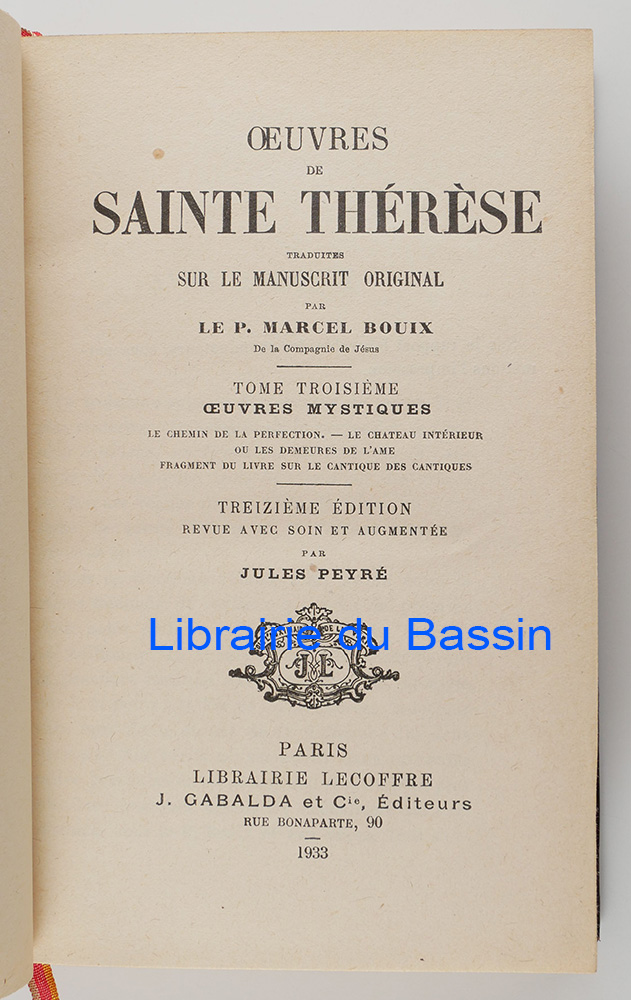 ŒUVRES
DE
SAINTE THÉRÈSE
TRADUITES
SUR LE MANUSCRIT ORIGINAL
PAR
LE P. MARCEL BOUIX
De la Compagnie de Jésus
TOME TROISIÈME
ŒUVRES MYSTIQUES
LE CHEMIN DE LA PERFECTION. — LE CHATEAU INTÉRIEUR
OU LES DEMEURES DE L'AME
FRAGMENT DU LIVRE SUR LE CANTIQUE DES CANTIQUES
TREIZIÈME ÉDITION
REVUE AVEC SOIN ET AUGMENTÉE
PAR
JULES PEYRÉ
Librairie du Bassin
JL
PARIS
LIBRAIRIE LECOFFRE
J. GABALDA et Cie, Éditeurs
RUE BONAPARTE, 90
1933